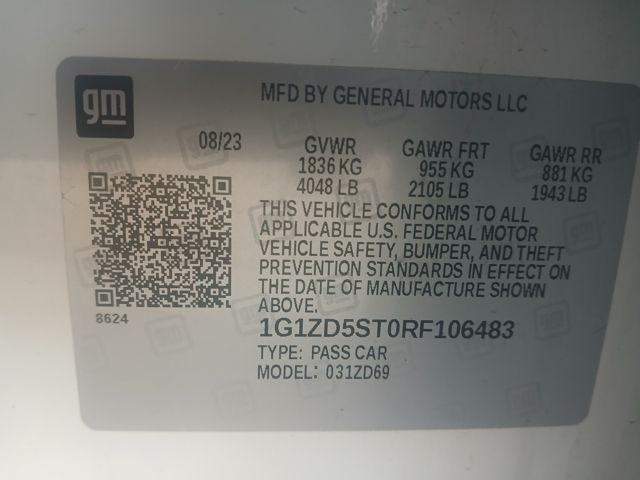 gm
MFD BY GENERAL MOTORS LLC
08/23 GVWR GAWR FRT GAWR RR
1836 KG 955 KG 881 KG
4048 LB 2105 LB 1943 LB
THIS VEHICLE CONFORMS TO ALL
APPLICABLE U.S. FEDERAL MOTOR
VEHICLE SAFETY, BUMPER, AND THEFT
PREVENTION STANDARDS IN EFFECT ON
THE DATE OF MANUFACTURE SHOWN
ABOVE.
8624
1G1ZD5ST0RF106483
TYPE: PASS CAR
MODEL: 031ZD69